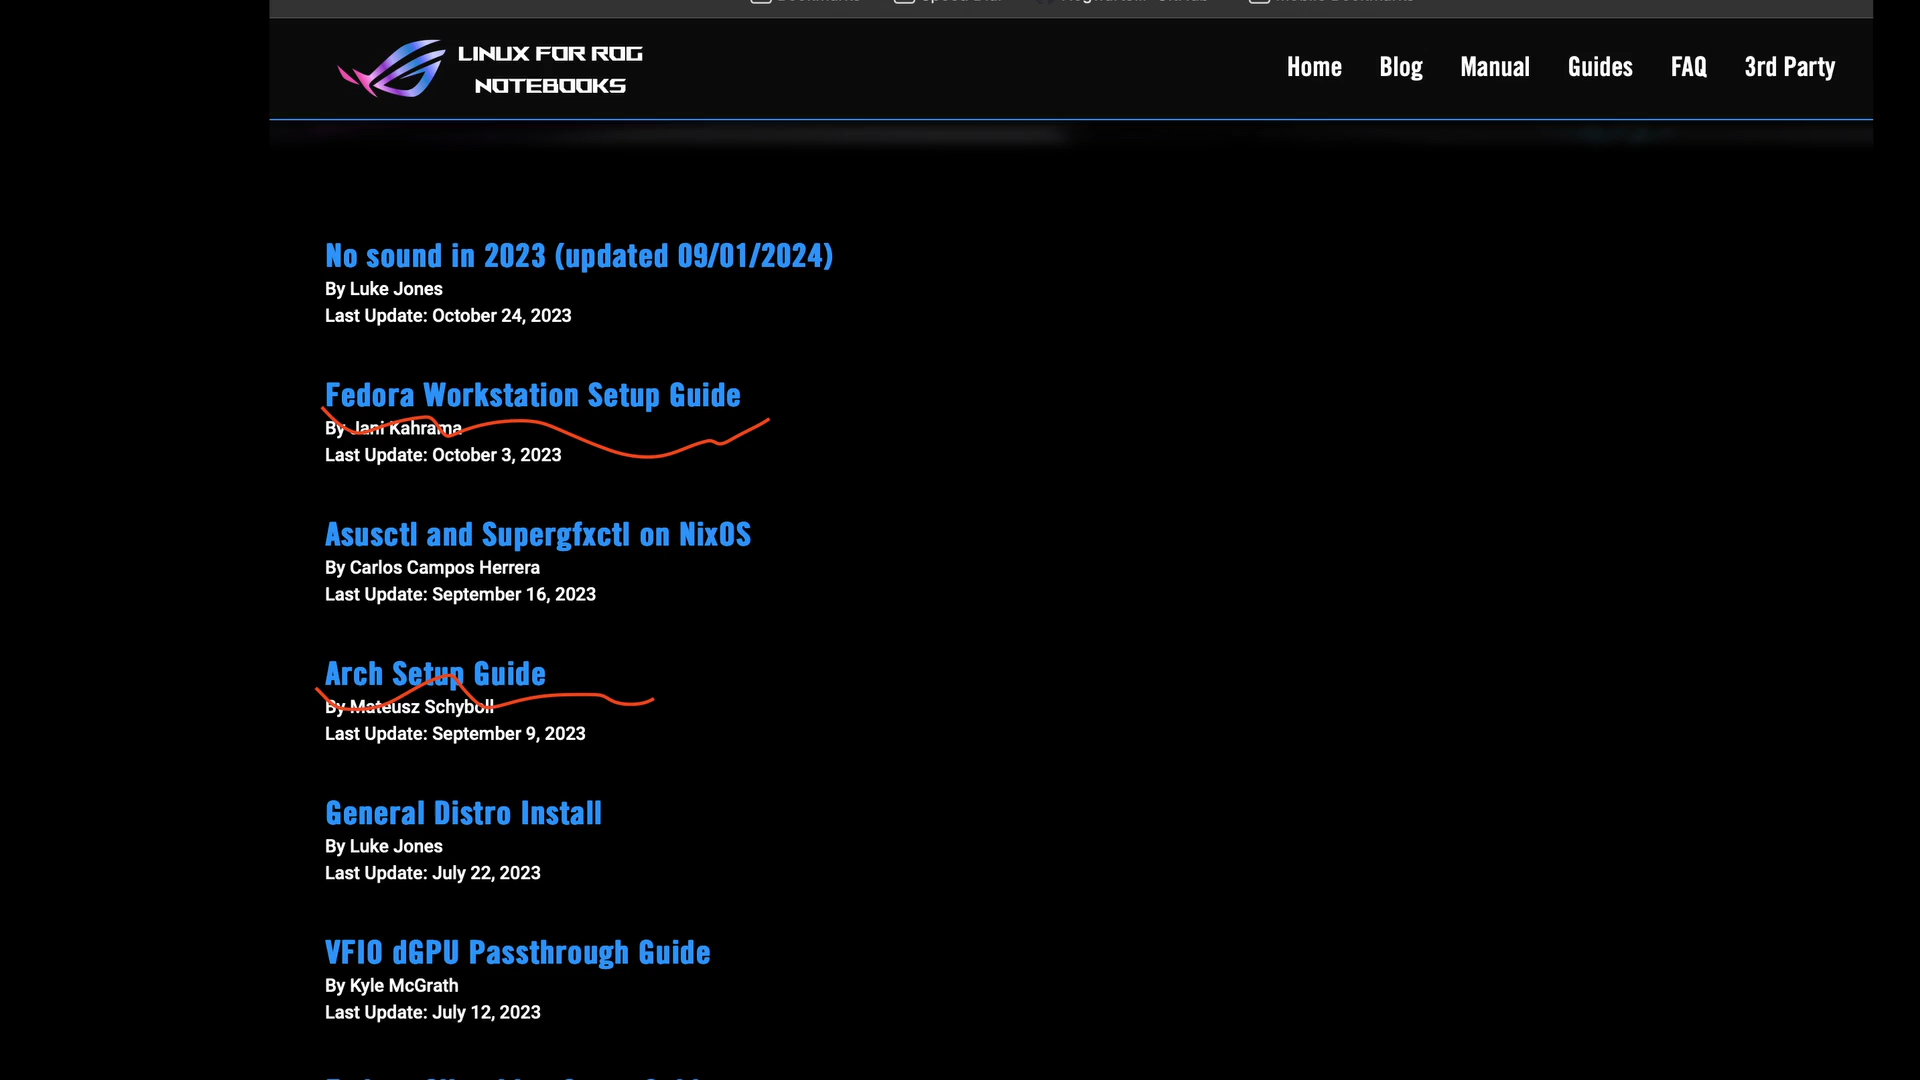 LINUX FOR ROG
NOTEBOOKS
Home Blog Manual Guides FAQ 3rd Party
No sound in 2023 (updated 09/01/2024)
By Luke Jones
Last Update: October 24, 2023
Fedora Workstation Setup Guide
By Jani Kahrama
Last Update: October 3, 2023
Asusctl and Supergfxctl on NixOS
By Carlos Campos Herrera
Last Update: September 16, 2023
Arch Setup Guide
By Mateusz Schyboll
Last Update: September 9, 2023
General Distro Install
By Luke Jones
Last Update: July 22, 2023
VFIO dGPU Passthrough Guide
By Kyle McGrath
Last Update: July 12, 2023